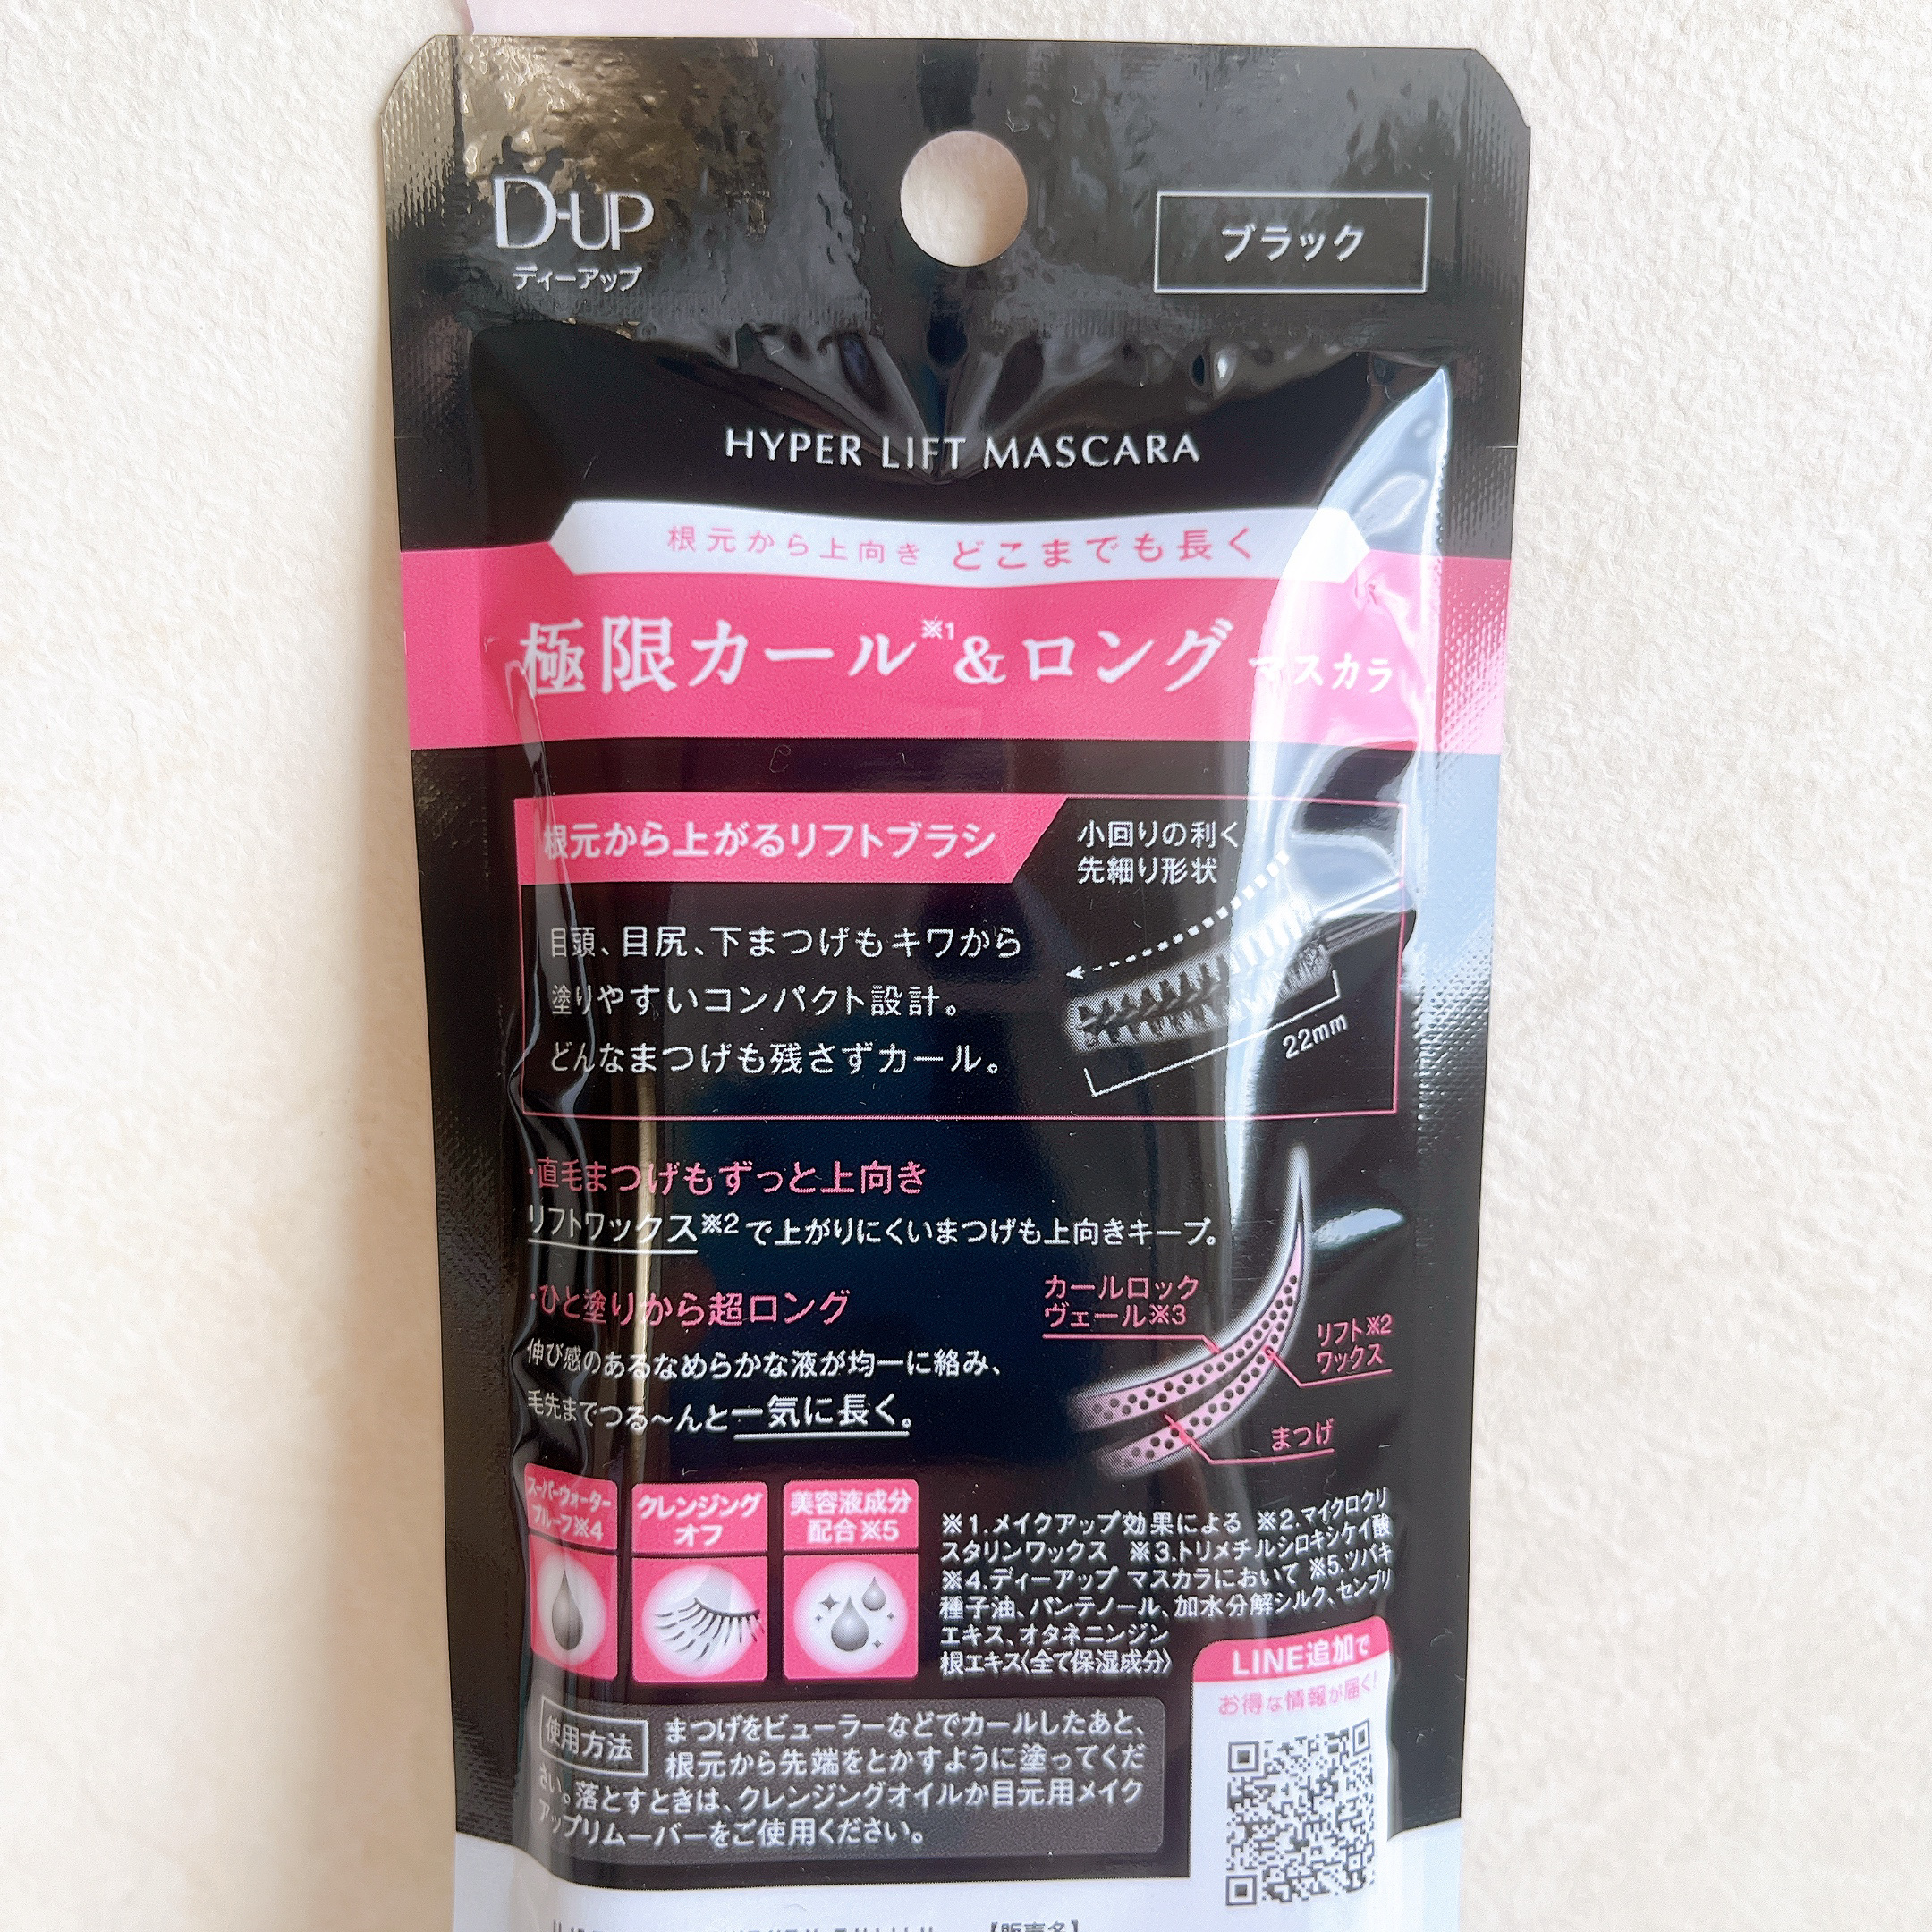 D-UP
ディーアップ
ブラック
HYPER LIFT MASCARA
根元から上向き どこまでも長く
極限カール※1&ロング マスカラ
根元から上がるリフトブラシ
小回りの利く
先細り形状
目頭、目尻、下まつげもキワから
塗りやすいコンパクト設計。
どんなまつげも残さずカール。
22mm
・直毛まつげもずっと上向き
リフトワックス※2で上がりにくいまつげも上向きキープ。
・ひと塗りから超ロング
伸び感のあるなめらかな液が均一に絡み、
毛先までつる〜んと一気に長く。
カールロック
ヴェール※3
リフト※2
ワックス
まつげ
スーパーウォーター
プルーフ※4
クレンジング
オフ
美容液成分
配合※5
※1.メイクアップ効果による ※2.マイクロクリ
スタリンワックス ※3.トリメチルシロキシケイ酸
※4.ディーアップ マスカラにおいて ※5.ツバキ
種子油、パンテノール、加水分解シルク、センブリ
エキス、オタネニンジン
根エキス(全て保湿成分)
LINE追加で
お得な情報が届く!
使用方法 まつげをビューラーなどでカールしたあと、
根元から先端をとかすように塗ってくだ
さい。落とすときは、クレンジングオイルか目元用メイク
アップリムーバーをご使用ください。